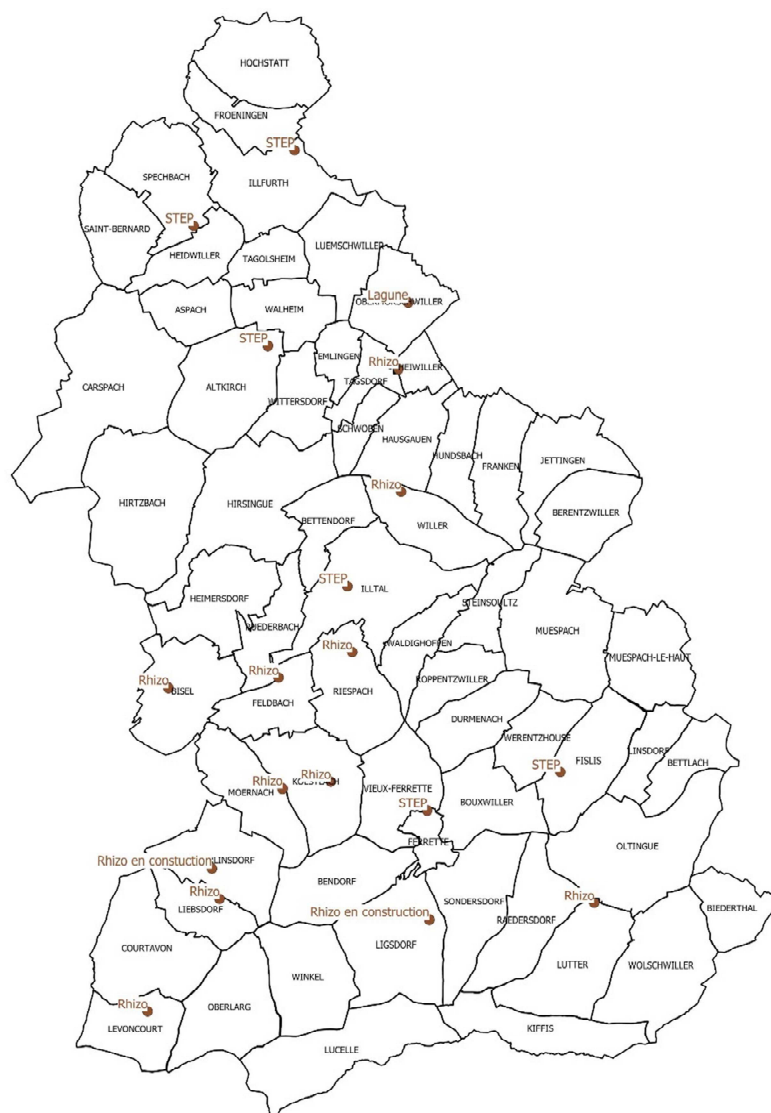 HOCHSTATT
FROENINGEN
STEP
SPECHBACH
ILLFURTH
STEP
SAINT-BERNARD
LUEMSCHWILLER
HEIDWILLER
TAGOLSHEIM
Lagune
ASPACH
WALHEIM
STEP
EMLINGEN
Rhizo
HEIWILLER
TAGSDORF
CARSPACH
ALTKIRCH
WITTERSDORF
SCHWOBEN
HAUSGAUEN
HUNDSBACH
JETTINGEN
FRANKEN
Rhizo
HIRTZBACH
HIRSINGUE
BERENTZWILLER
BETTENDORF
WILLER
STEP
ILLTAL
HEIMERSDORF
STEINSOULTZ
RUEDERBACH
MUESPACH
WALDIGHOFFEN
Rhizo
MUESPACH-LE-HAUT
Rhizo
Rhizo
BISEL
RIESPACH
ROPPENTZWILLER
FELDBACH
DURMENACH
WERENTZHOUSE
LINSDORF
BETTLACH
STEP
FISLIS
Rhizo
Rhizo
MOERNACH
VIEUX-FERRETTE
STEP
BOUXWILLER
FERRETTE
OLTINGUE
Rhizo en constuction
LINSDORF
BENDORF
Rhizo
Rhizo
LIEBSDORF
SONDERSDORF
BIEDERTHAL
Rhizo en construction
RAEDERSDORF
COURTAVON
LIGSDORF
LUTTER
WOLSCHWILLER
WINKEL
Rhizo
OBERLARG
LEVONCOURT
KIFFIS
LUCELLE